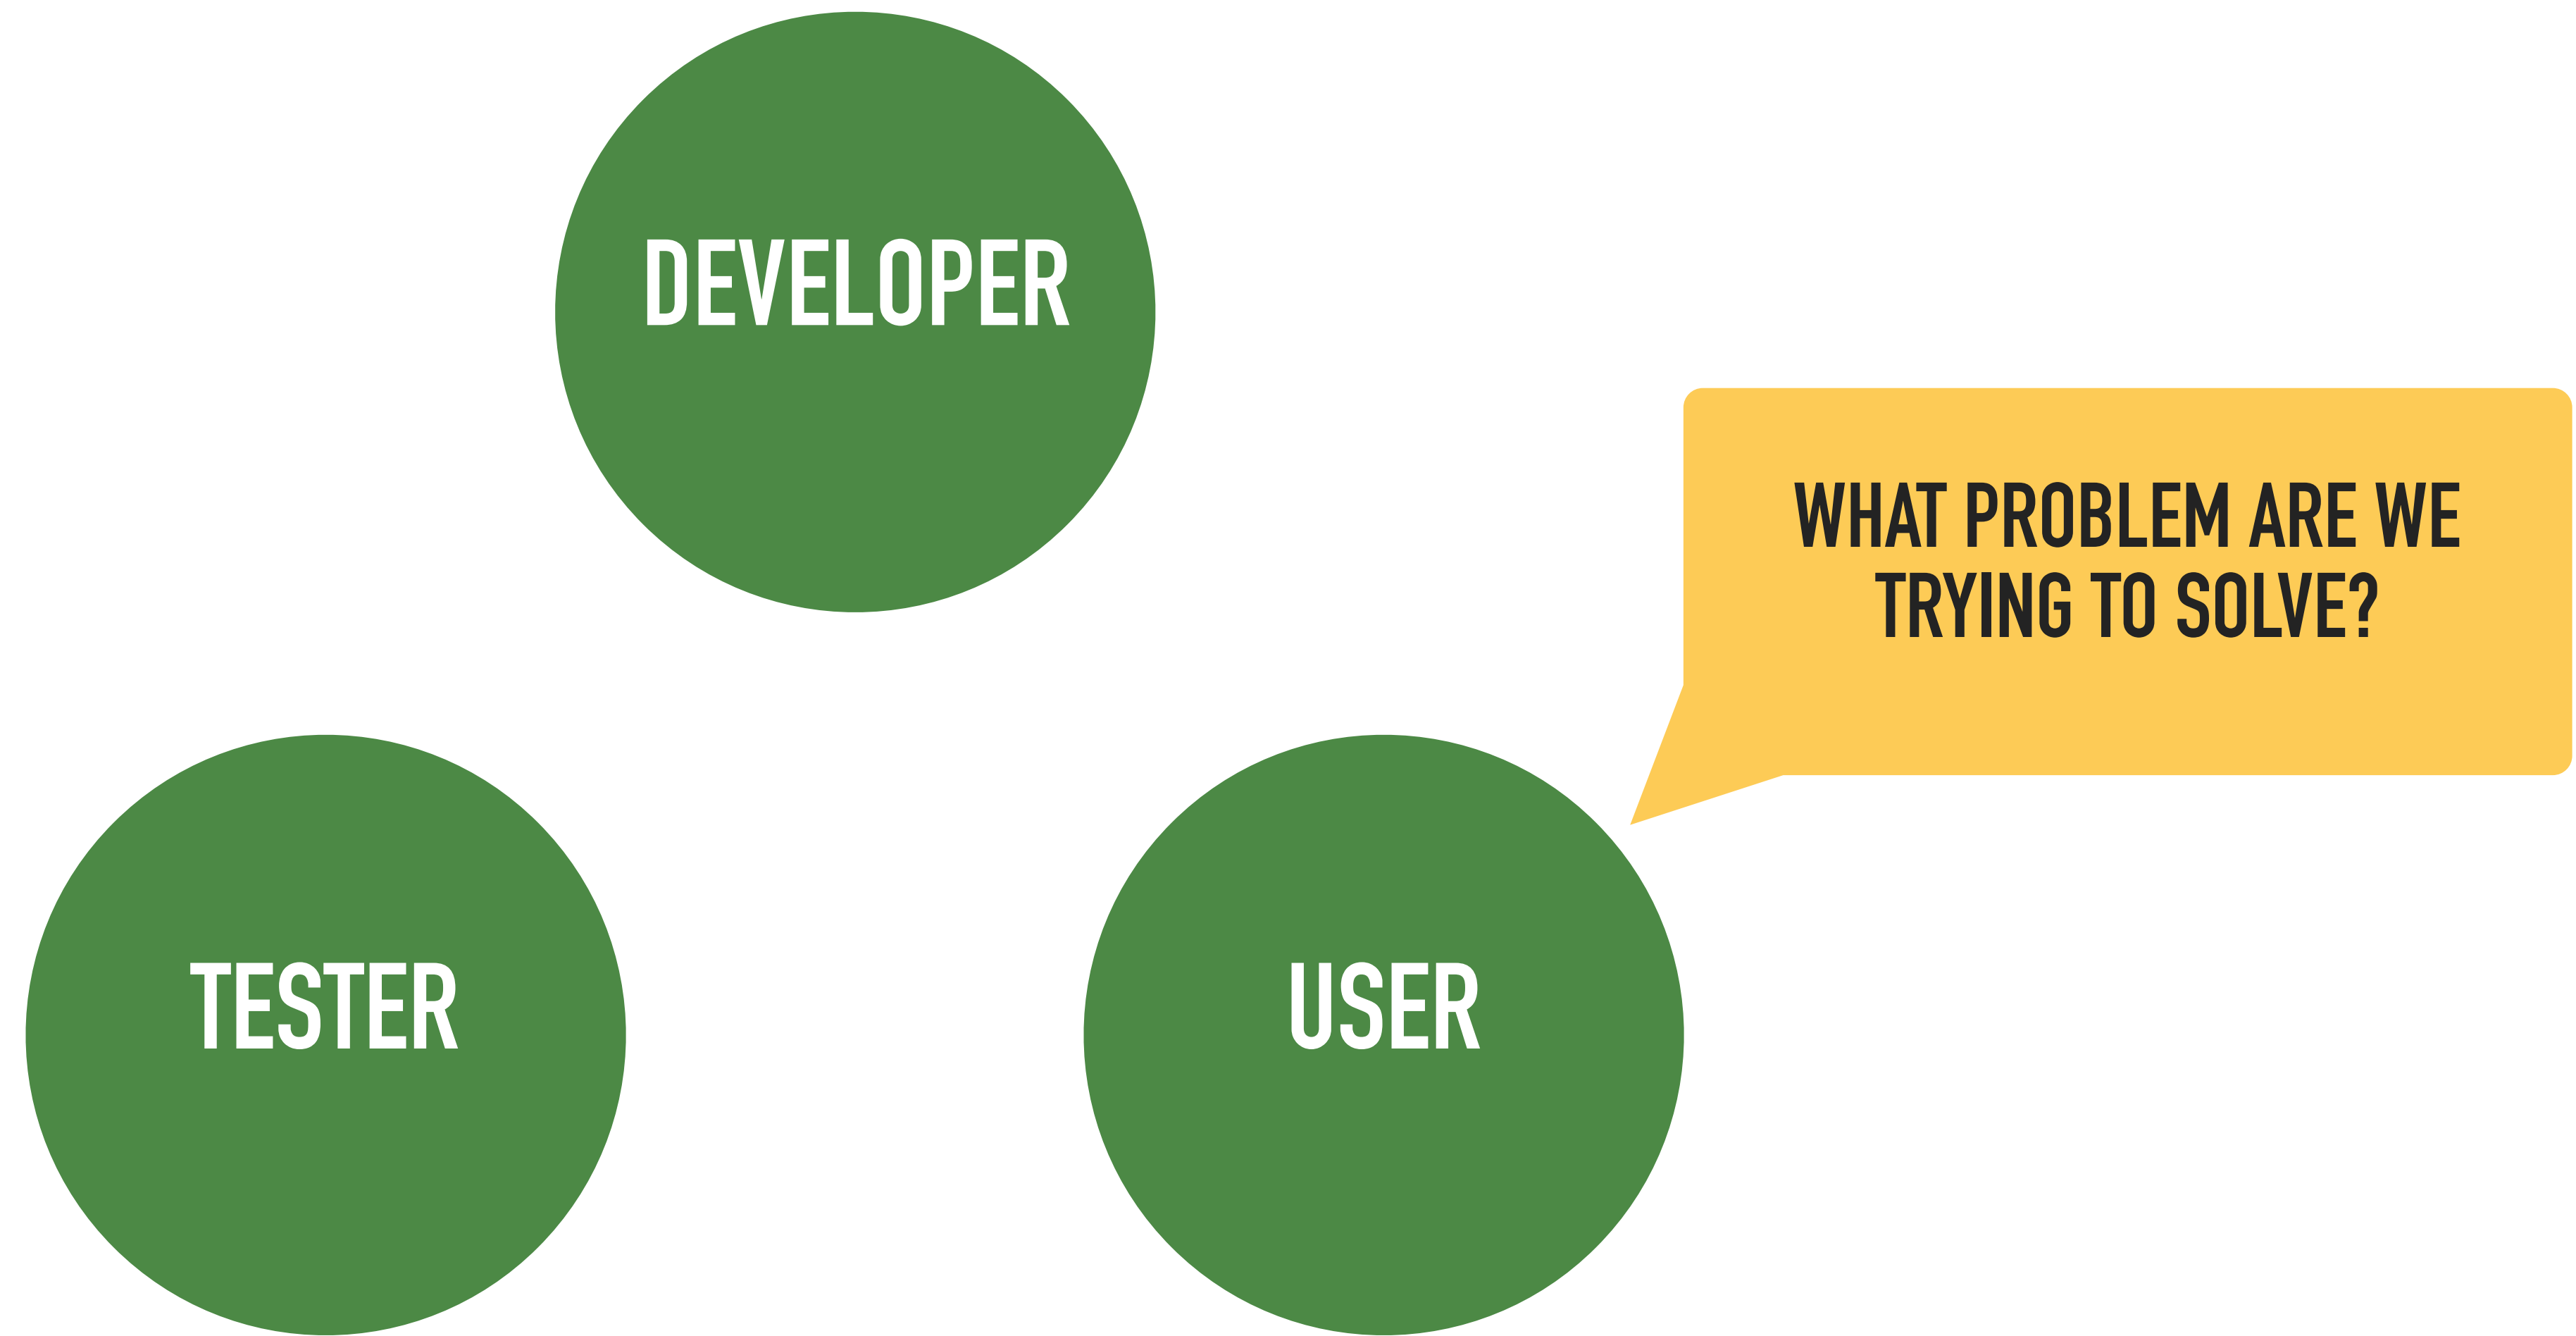 DEVELOPER
WHAT PROBLEM ARE WE
TRYING TO SOLVE?
TESTER
USER